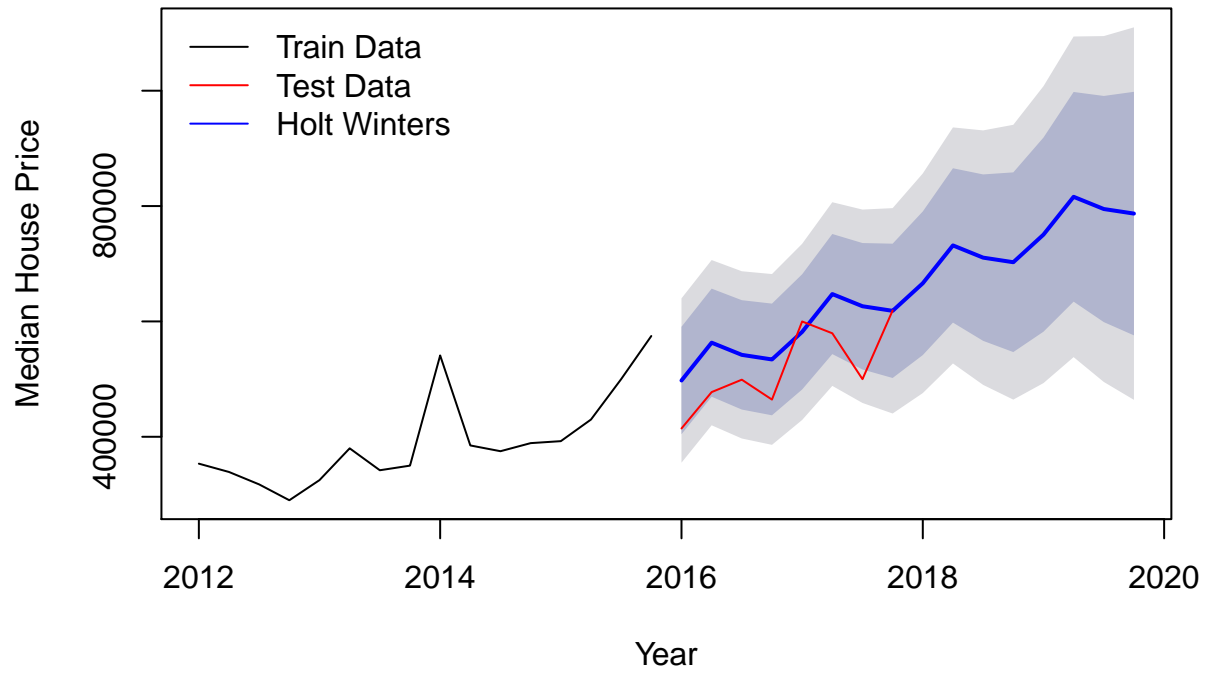 Train Data
Test Data
Holt Winters
Median House Price
800000
400000
2012 2014 2016 2018 2020
Year